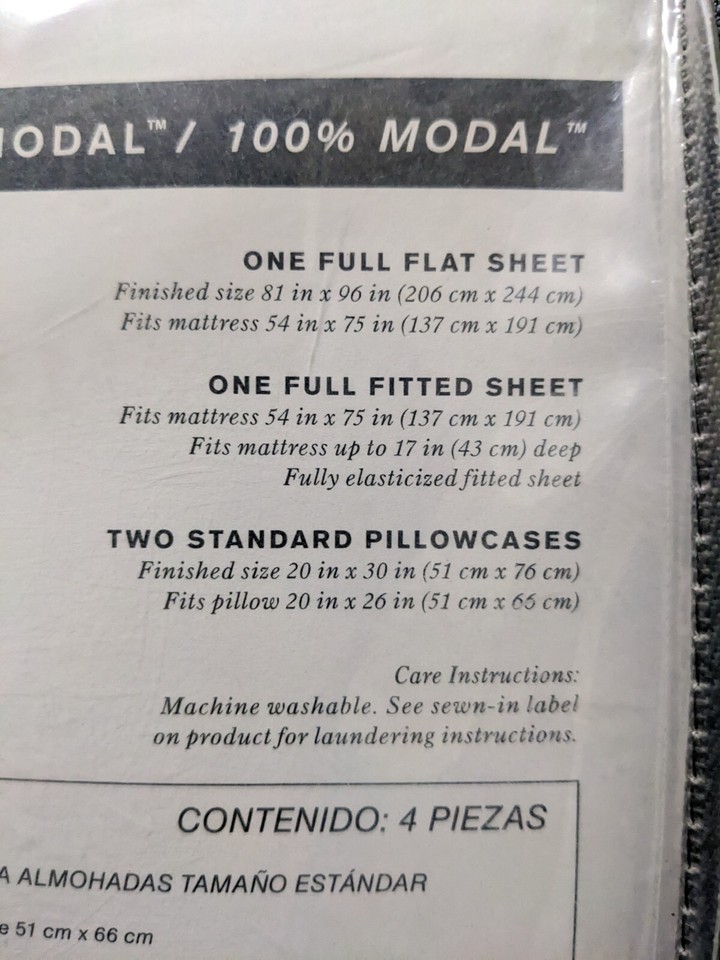 MODAL™ / 100% MODAL™
ONE FULL FLAT SHEET
Finished size 81 in x 96 in (206 cm x 244 cm)
Fits mattress 54 in x 75 in (137 cm x 191 cm)
ONE FULL FITTED SHEET
Fits mattress 54 in x 75 in (137 cm x 191 cm)
Fits mattress up to 17 in (43 cm) deep
Fully elasticized fitted sheet
TWO STANDARD PILLOWCASES
Finished size 20 in x 30 in (51 cm x 76 cm)
Fits pillow 20 in x 26 in (51 cm x 66 cm)
Care Instructions:
Machine washable. See sewn-in label
on product for laundering instructions.
CONTENIDO: 4 PIEZAS
A ALMOHADAS TAMAÑO ESTÁNDAR
e 51 cm x 66 cm